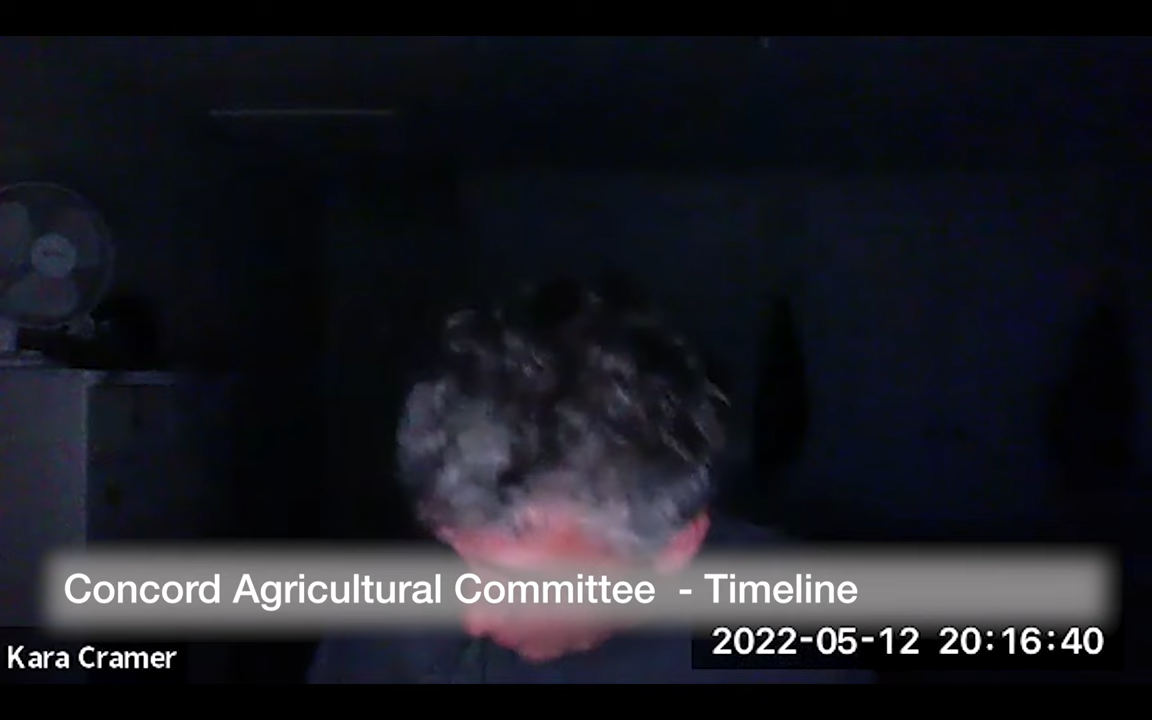 Concord Agricultural Committee - Timeline
2022-05-12 20:16:40
Kara Cramer